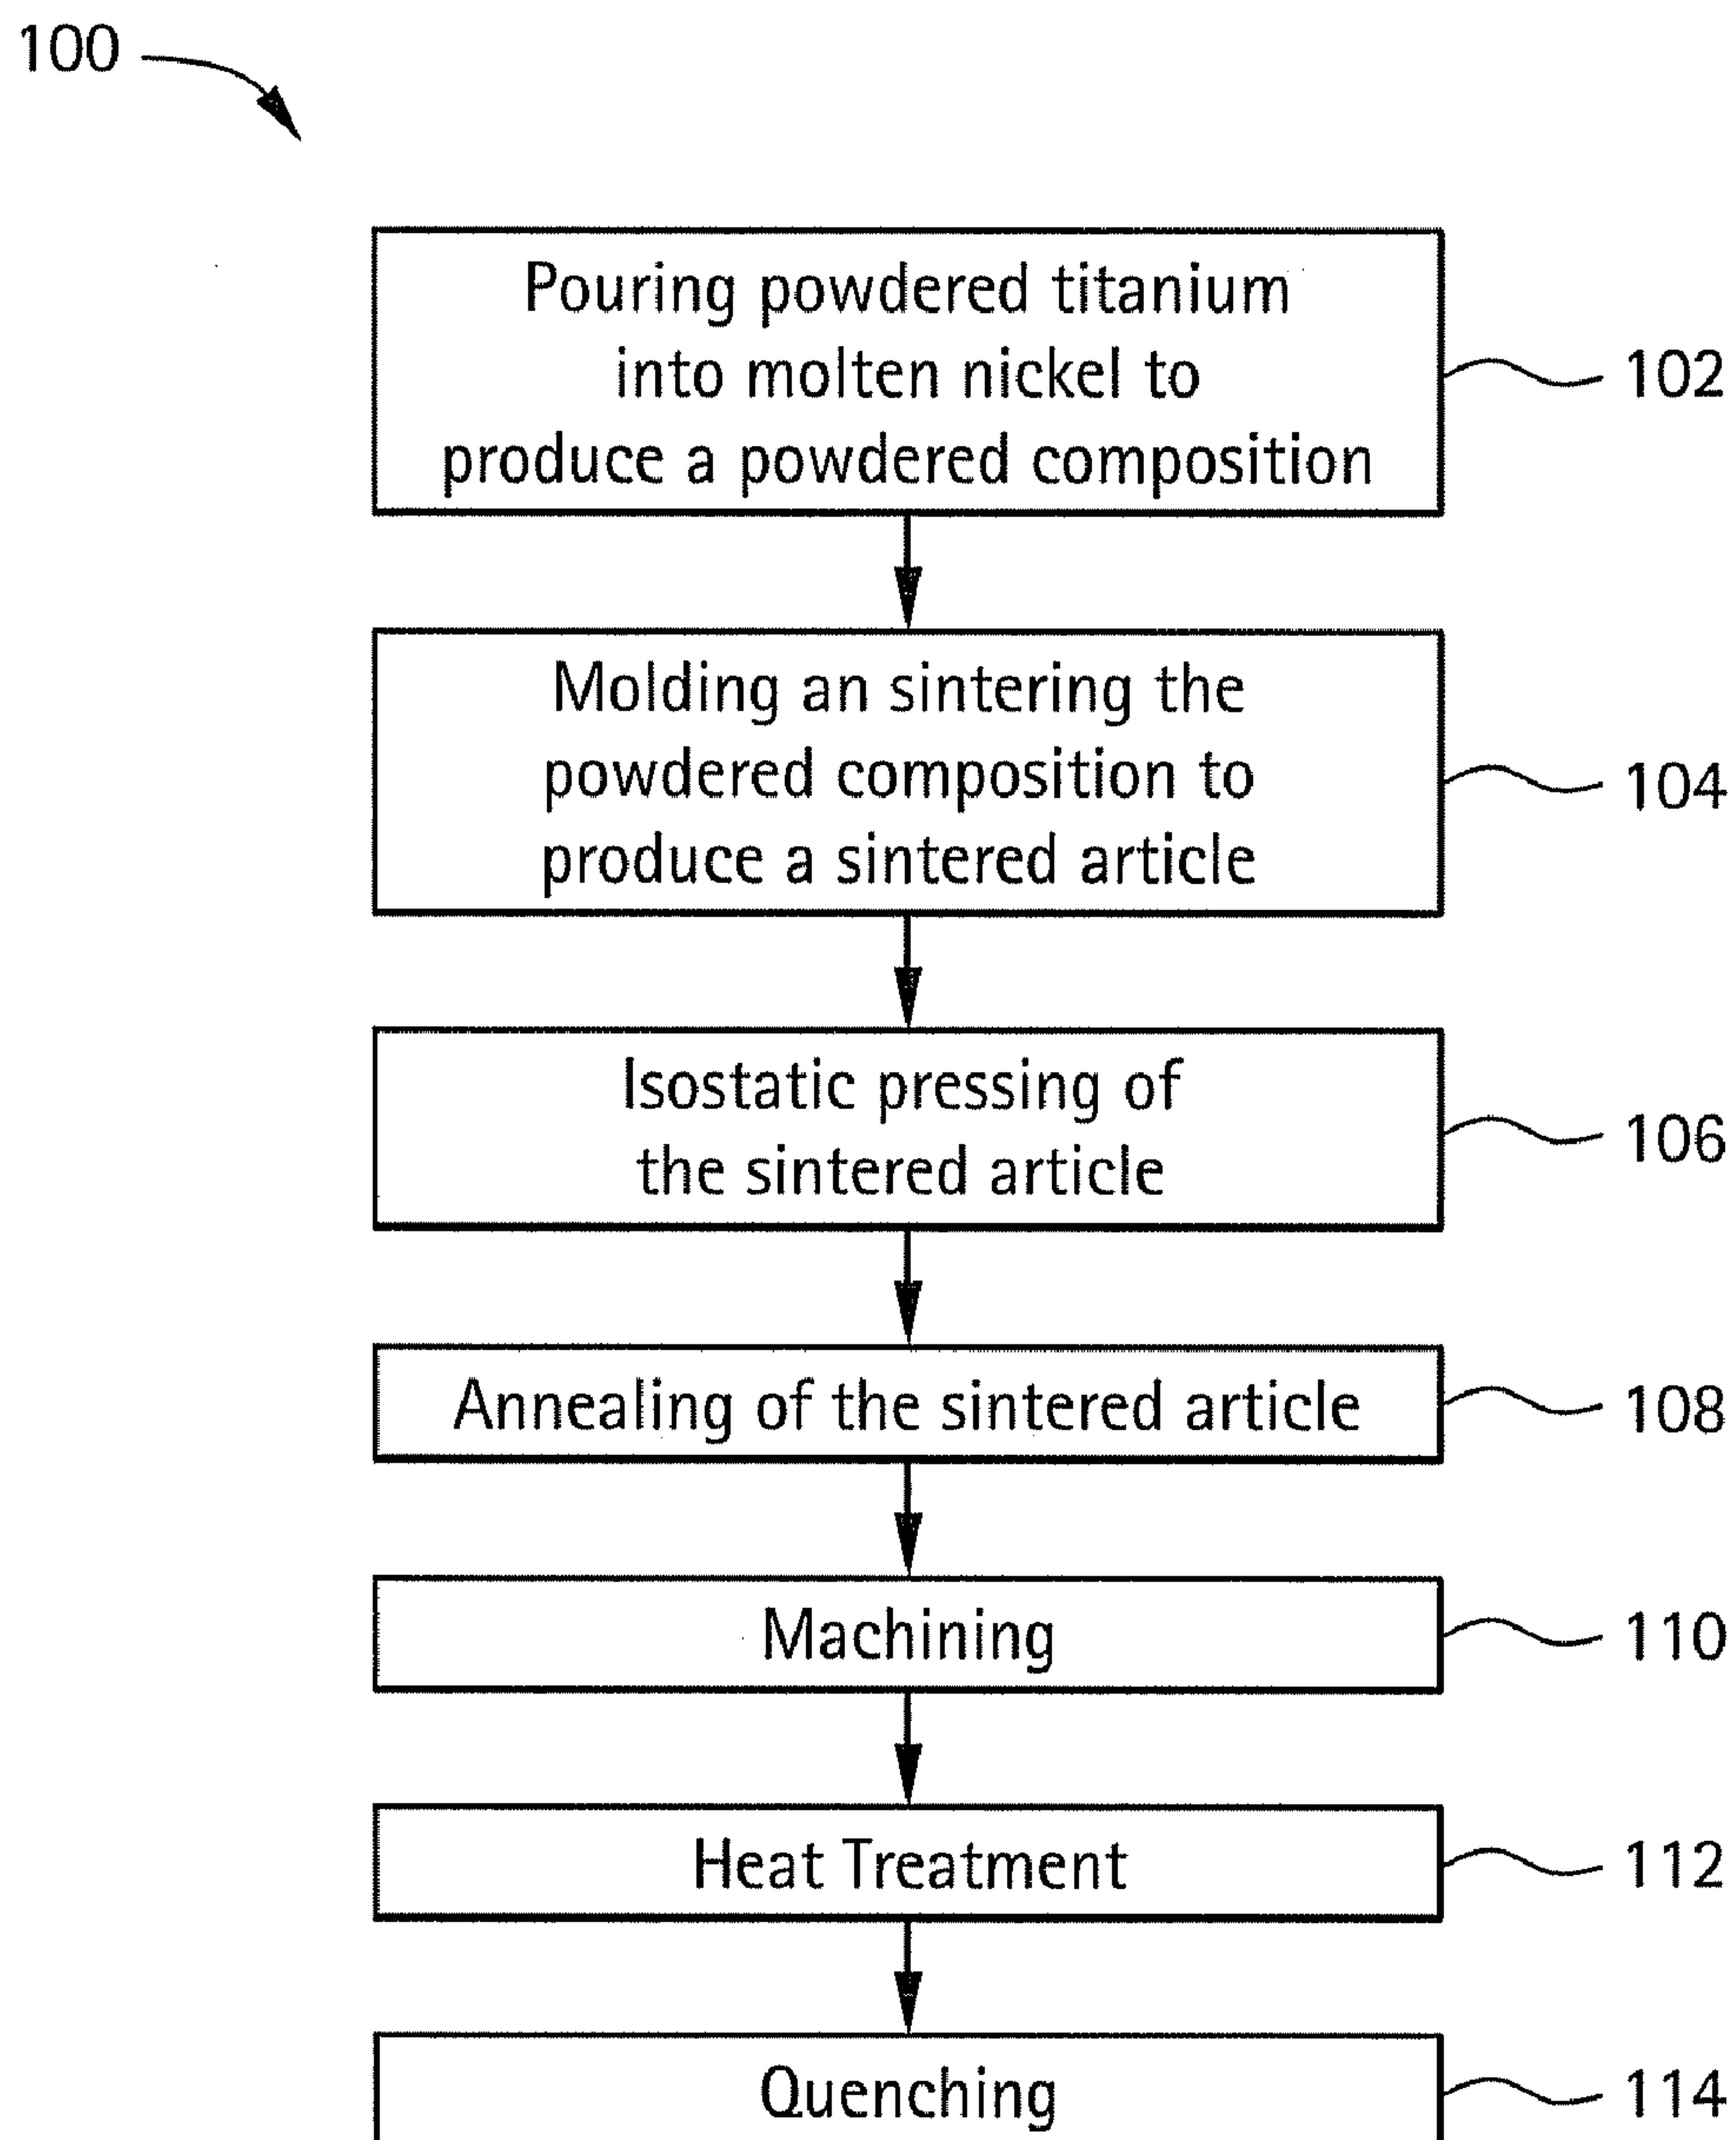 100
Pouring powdered titanium
into molten nickel to
produce a powdered composition
102
Molding an sintering the
powdered composition to
produce a sintered article
104
Isostatic pressing of
the sintered article
106
Annealing of the sintered article
108
Machining
110
Heat Treatment
112
Quenching
114